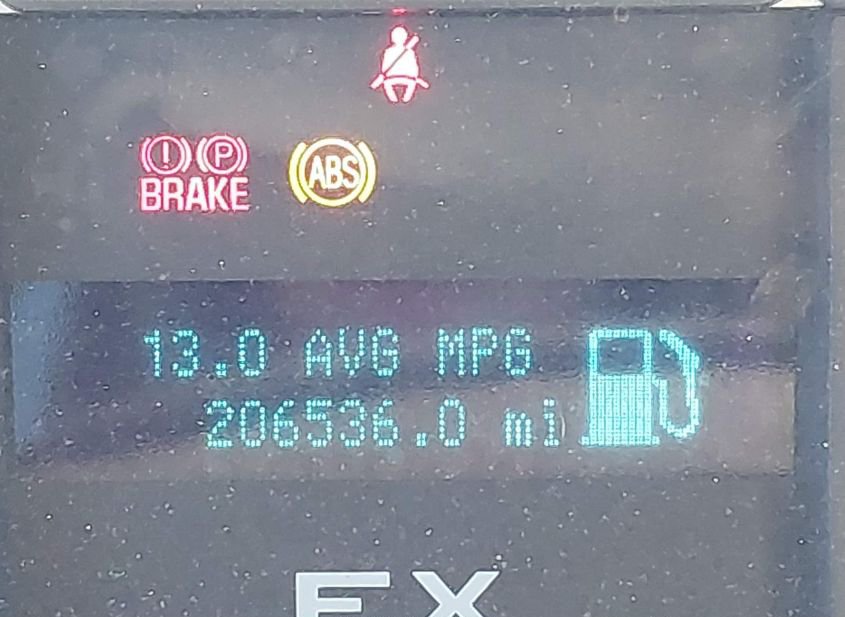 ! P
BRAKE ABS
13.0 AVG MPG
206536.0 mi